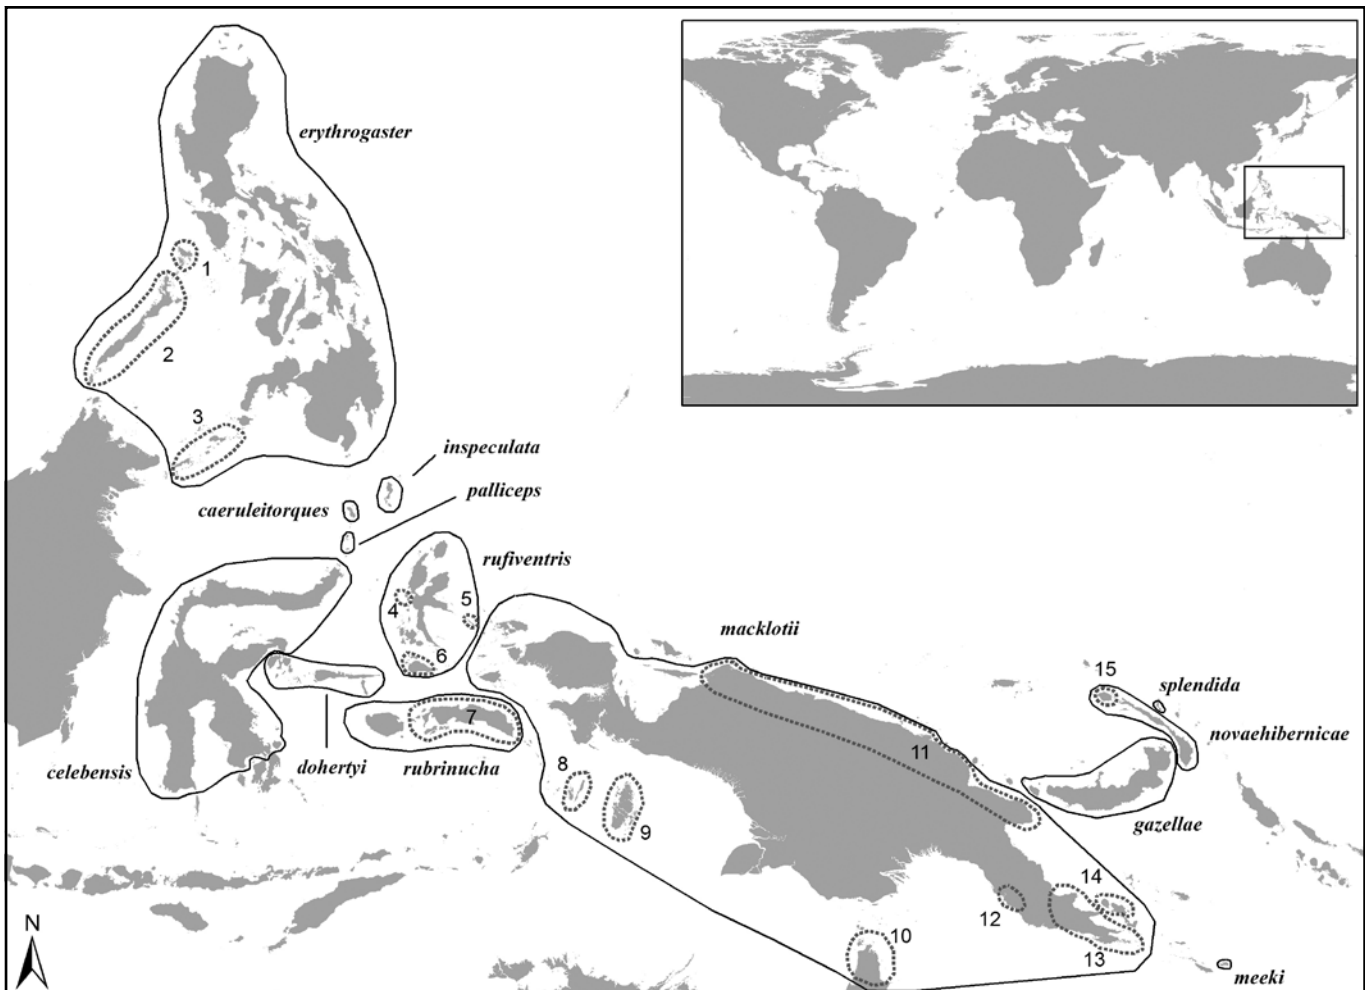 erythrogaster
1
2
3
inspeculata
palliceps
caeruleitorques
rufiventris
4
5
6
macklotii
15
splendida
novaehibernicae
7
11
celebensis
dohertyi
rubrinucha
8
9
gazellae
14
12
10
13
N
meeki